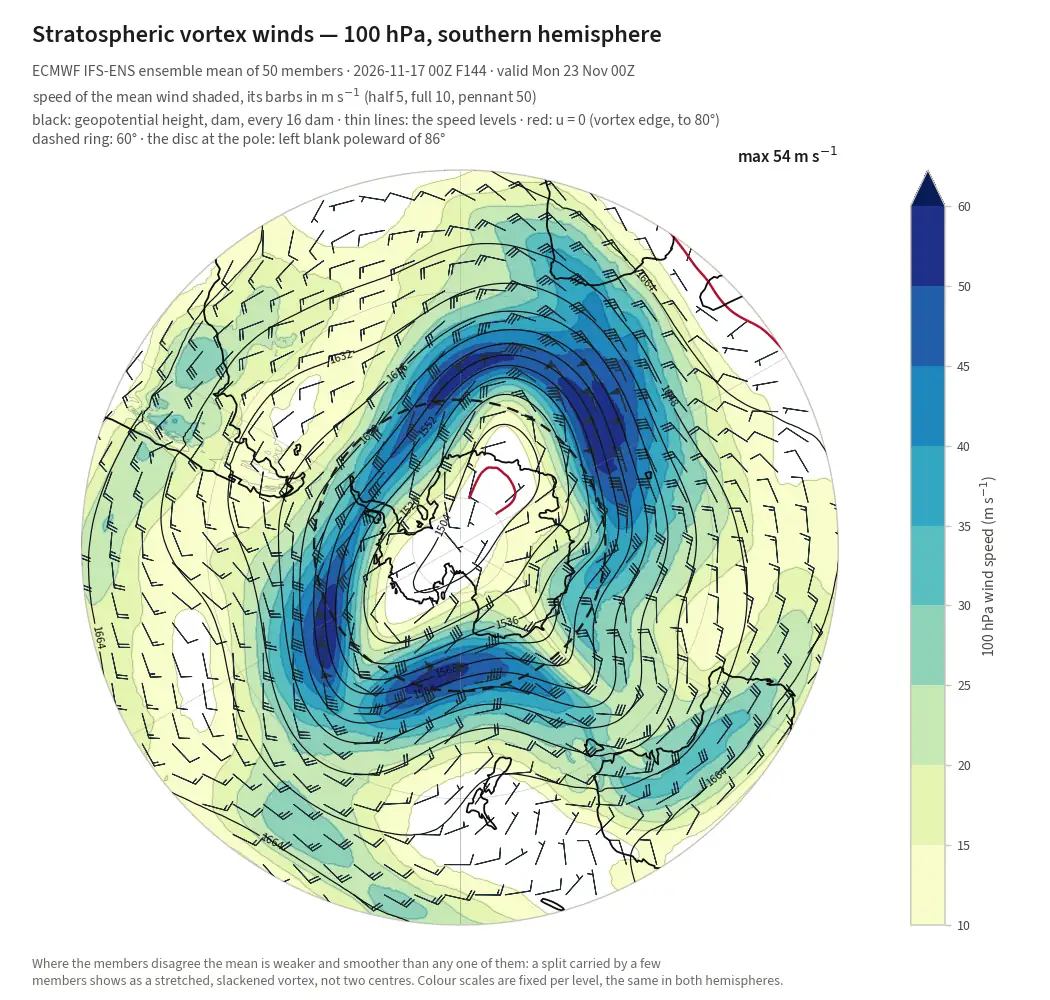 Stratospheric vortex winds — 100 hPa, southern hemisphere
ECMWF IFS-ENS ensemble mean of 50 members · 2026-11-17 00Z F144 · valid Mon 23 Nov 00Z
speed of the mean wind shaded, its barbs in m s⁻¹ (half 5, full 10, pennant 50)
black: geopotential height, dam, every 16 dam · thin lines: the speed levels · red: u = 0 (vortex edge, to 80°)
dashed ring: 60° · the disc at the pole: left blank poleward of 86°
max 54 m s⁻¹
60
50
45
40
35
30
25
20
15
10
100 hPa wind speed (m s⁻¹)
1664
1632
1552
1504
1536
1664
1664
1664
Where the members disagree the mean is weaker and smoother than any one of them: a split carried by a few
members shows as a stretched, slackened vortex, not two centres. Colour scales are fixed per level, the same in both hemispheres.